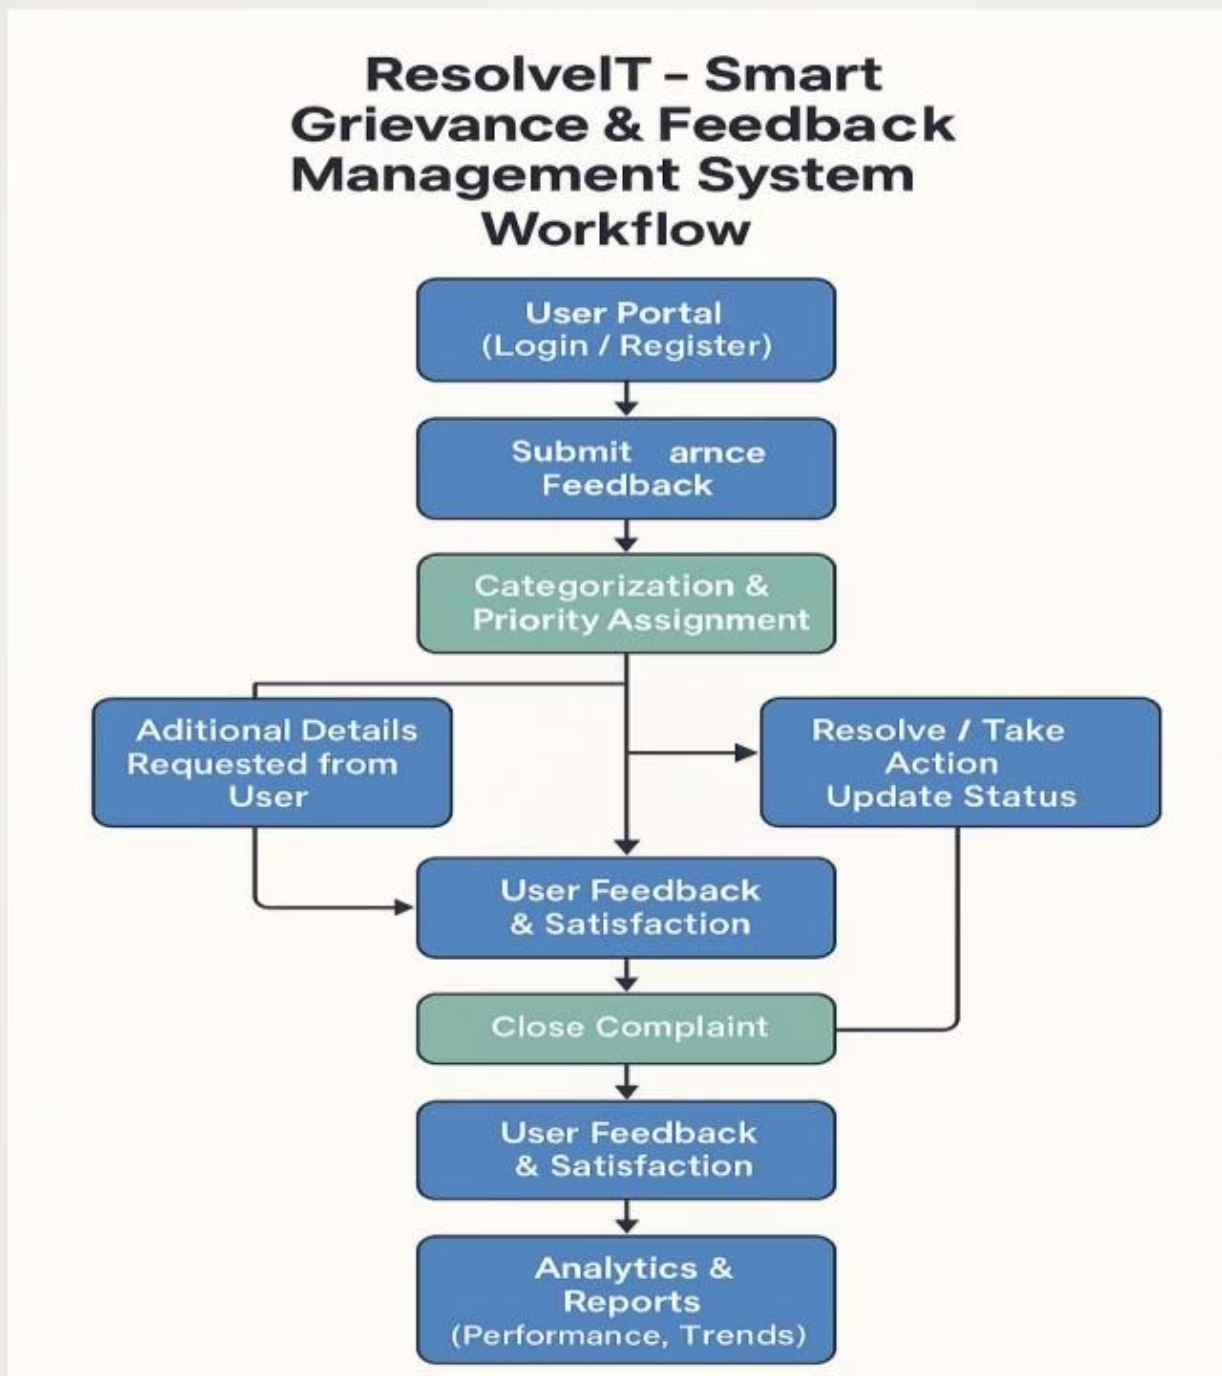 ResolveIT – Smart
Grievance & Feedback
Management System
Workflow
User Portal
(Login / Register)
Submit arnce
Feedback
Categorization &
Priority Assignment
Aditional Details
Requested from
User
Resolve / Take
Action
Update Status
User Feedback
& Satisfaction
Close Complaint
User Feedback
& Satisfaction
Analytics &
Reports
(Performance, Trends)